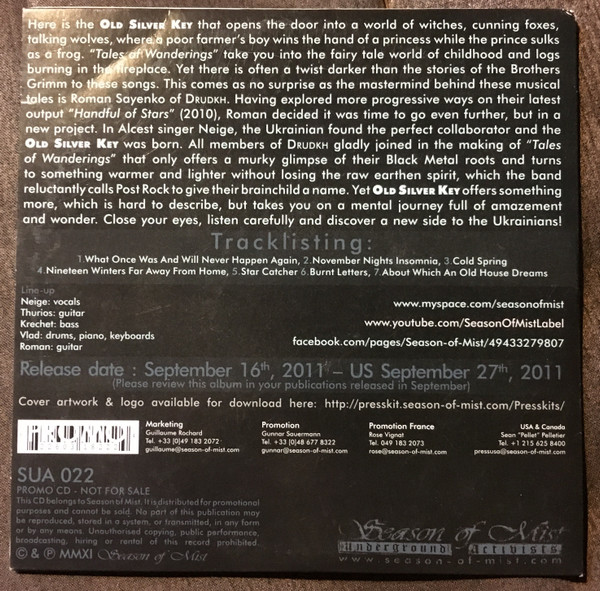 Here is the Old Silver Key that opens the door into a world of witches, cunning foxes,
talking wolves, where a poor farmer's boy wins the hand of a princess while the prince sulks
as a frog. "Tales of Wanderings" take you into the fairy tale world of childhood and logs
burning in the fireplace. Yet there is often a twist darker than the stories of the Brothers
Grimm to these songs. This comes as no surprise as the mastermind behind these musical
tales is Roman Sayenko of Drudkh. Having explored more progressive ways on their latest
output "Handful of Stars" (2010), Roman decided it was time to go even further, but in a
new project. In Alcest singer Neige, the Ukrainian found the perfect collaborator and the
Old Silver Key was born. All members of Drudkh gladly joined in the making of "Tales
of Wanderings" that only offers a murky glimpse of their Black Metal roots and turns
to something warmer and lighter without losing the raw earthen spirit, which the band
reluctantly calls Post Rock to give their brainchild a name. Yet Old Silver Key offers something
more, which is hard to describe, but takes you on a mental journey full of amazement
and wonder. Close your eyes, listen carefully and discover a new side to the Ukrainians!
Tracklisting:
1.What Once Was And Will Never Happen Again, 2.November Nights Insomnia, 3.Cold Spring
4.Nineteen Winters Far Away From Home, 5.Star Catcher 6.Burnt Letters, 7.About Which An Old House Dreams
Line-up
Neige: vocals
Thurios: guitar
Krechet: bass
Vlad: drums, piano, keyboards
Roman: guitar
www.myspace.com/seasonofmist
www.youtube.com/SeasonOfMistLabel
facebook.com/pages/Season-of-Mist/49433279807
Release date : September 16th, 2011 – US September 27th, 2011
(Please review this album in your publications released in September)
Cover artwork & logo available for download here: http://presskit.season-of-mist.com/Presskits/
Marketing
Guillaume Rochard
Tel. +33 (0)49 183 2072
guillaume@season-of-mist.com
Promotion
Gunnar Sauermann
Tel. +33 (0)48 677 8322
gunnar@season-of-mist.com
Promotion France
Rose Vignat
Tel. 049 183 2073
rose@season-of-mist.com
USA & Canada
Sean "Pellet" Pelletier
Tel. +1 215 625 8400
pressusa@season-of-mist.com
SUA 022
PROMO CD - NOT FOR SALE
This CD belongs to Season of Mist. It is distributed for promotional
purposes and cannot be sold. No part of this publication may
be reproduced, stored in a system, or transmitted, in any form
or by any means. Unauthorised copying, public performance,
broadcasting, hiring or rental of this record prohibited.
© & ℗ MMXI Season of Mist
Season of Mist
Underground Activists
www.season-of-mist.com